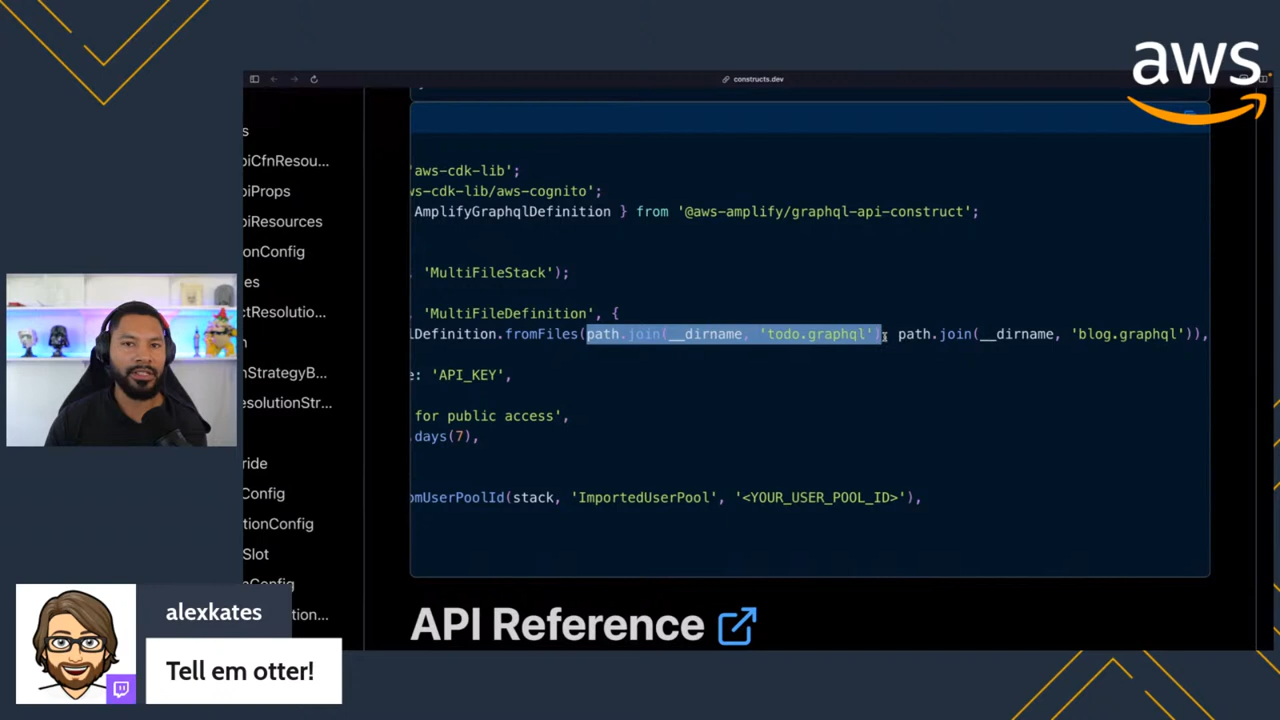 aws
constructs.dev
s
piCfnResou...
piProps
piResources
onConfig
es
ctResolutio...
n
nStrategyB...
esolutionStr...
ride
Config
tionConfig
Slot
nConfig
tion...
'aws-cdk-lib';
ws-cdk-lib/aws-cognito';
AmplifyGraphqlDefinition } from '@aws-amplify/graphql-api-construct';
, 'MultiFileStack');
, 'MultiFileDefinition', {
lDefinition.fromFiles(path.join(__dirname, 'todo.graphql'), path.join(__dirname, 'blog.graphql')),
e: 'API_KEY',
for public access',
.days(7),
omUserPoolId(stack, 'ImportedUserPool', '<YOUR_USER_POOL_ID>'),
API Reference
alexkates
Tell em otter!